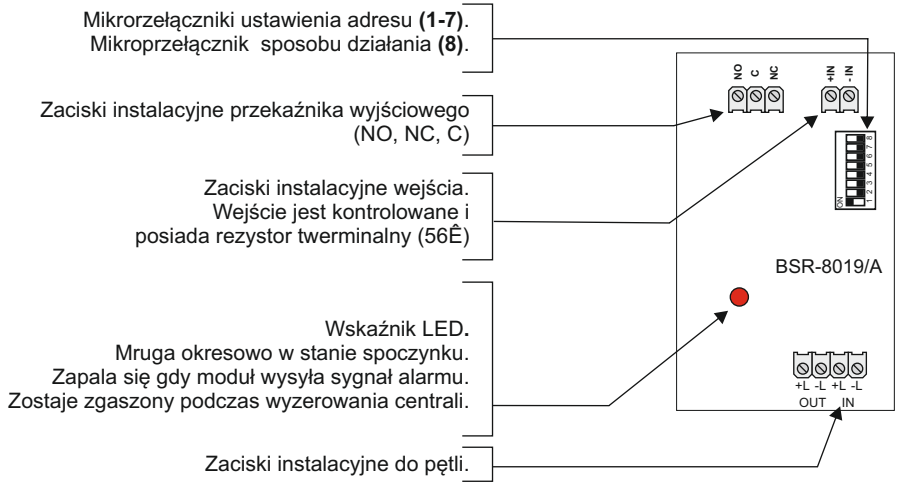 Mikrorzełączniki ustawienia adresu (1-7).
Mikroprzełącznik sposobu działania (8).
Zaciski instalacyjne przekaźnika wyjściowego
(NO, NC, C)
Zaciski instalacyjne wejścia.
Wejście jest kontrolowane i
posiada rezystor twerminalny (56Ê)
Wskaźnik LED.
Mruga okresowo w stanie spoczynku.
Zapala się gdy moduł wysyła sygnał alarmu.
Zostaje zgaszony podczas wyzerowania centrali.
Zaciski instalacyjne do pętli.
NO C NC
+IN -IN
ON
1 2 3 4 5 6 7 8
BSR-8019/A
+L -L +L -L
OUT IN